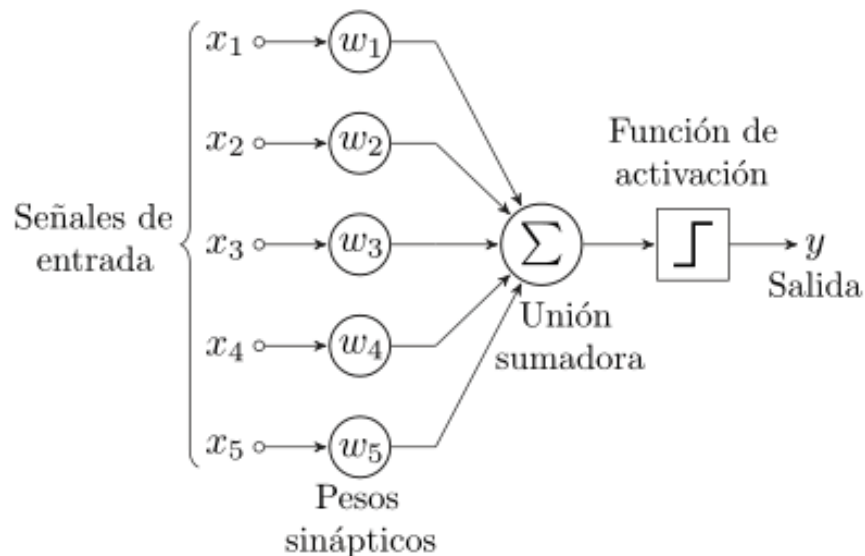 x₁ w₁
x₂ w₂
Función de
activación
Señales de
entrada
x₃ w₃ Σ y
Salida
Unión
sumadora
x₄ w₄
x₅ w₅
Pesos
sinápticos